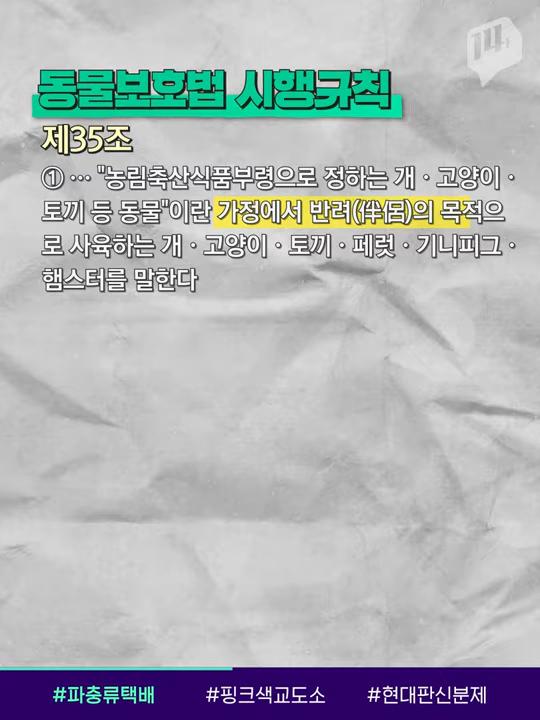 14F
동물보호법 시행규칙
제35조
① ··· "농림축산식품부령으로 정하는 개 · 고양이 ·
토끼 등 동물"이란 가정에서 반려(伴侶)의 목적으
로 사육하는 개 · 고양이 · 토끼 · 페럿 · 기니피그 ·
햄스터를 말한다
#파충류택배 #핑크색교도소 #현대판신분제